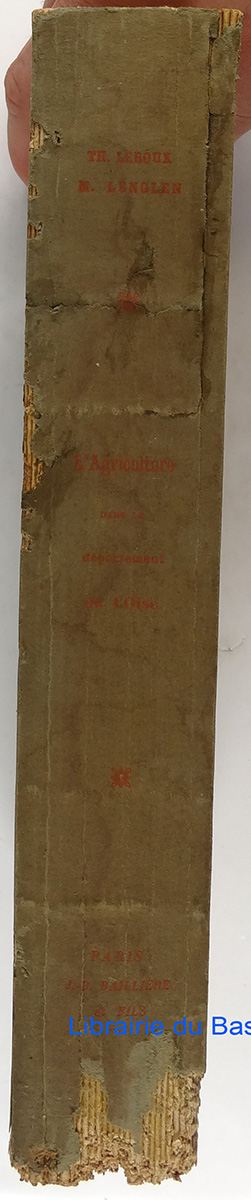 TH. LEROUX
M. LENGLEN
L'Agriculture
DANS LE
département
de l'Oise
PARIS
J.-B. BAILLIÈRE
& FILS
Librairie du Bas